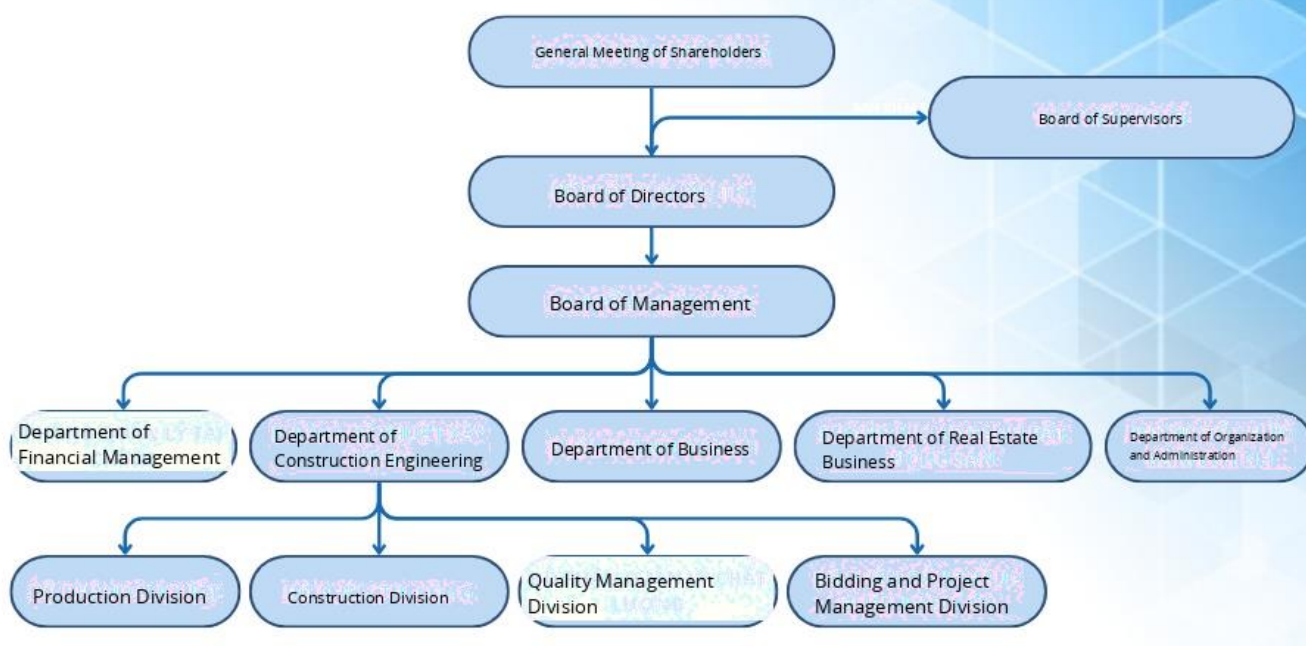 General Meeting of Shareholders
Board of Supervisors
Board of Directors
Board of Management
Department of
Financial Management
Department of
Construction Engineering
Department of Business
Department of Real Estate
Business
Department of Organization
and Administration
Production Division
Construction Division
Quality Management
Division
Bidding and Project
Management Division